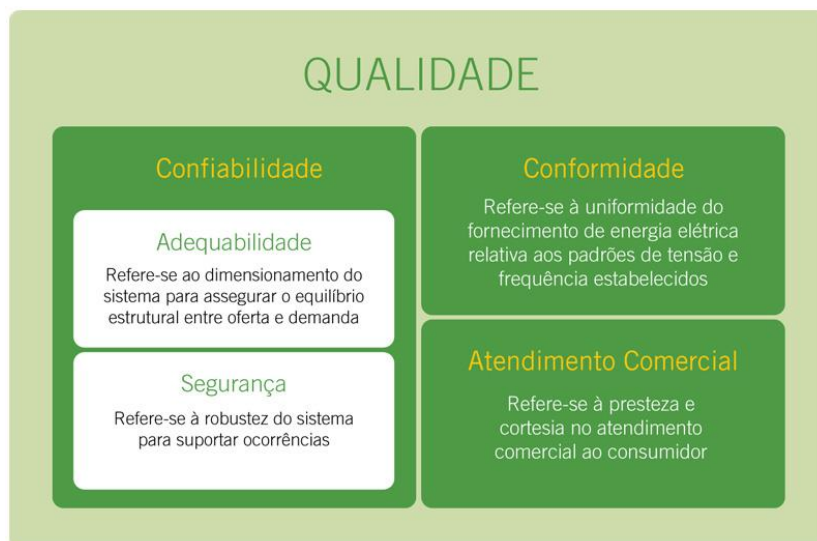 QUALIDADE
Confiabilidade
Adequabilidade
Refere-se ao dimensionamento do
sistema para assegurar o equilíbrio
estrutural entre oferta e demanda
Segurança
Refere-se à robustez do sistema
para suportar ocorrências
Conformidade
Refere-se à uniformidade do
fornecimento de energia elétrica
relativa aos padrões de tensão e
frequência estabelecidos
Atendimento Comercial
Refere-se à presteza e
cortesia no atendimento
comercial ao consumidor